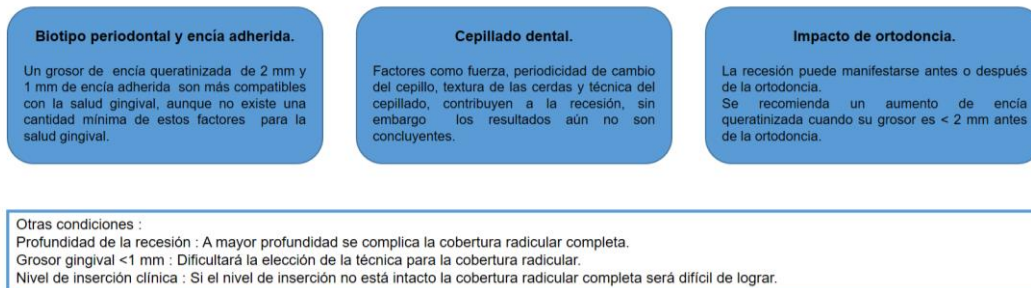 Biotipo periodontal y encía adherida.
Un grosor de encía queratinizada de 2 mm y
1 mm de encía adherida son más compatibles
con la salud gingival, aunque no existe una
cantidad mínima de estos factores para la
salud gingival.
Cepillado dental.
Factores como fuerza, periodicidad de cambio
del cepillo, textura de las cerdas y técnica del
cepillado, contribuyen a la recesión, sin
embargo los resultados aún no son
concluyentes.
Impacto de ortodoncia.
La recesión puede manifestarse antes o después
de la ortodoncia.
Se recomienda un aumento de encía
queratinizada cuando su grosor es < 2 mm antes
de la ortodoncia.
Otras condiciones :
Profundidad de la recesión : A mayor profundidad se complica la cobertura radicular completa.
Grosor gingival <1 mm : Dificultará la elección de la técnica para la cobertura radicular.
Nivel de inserción clínica : Si el nivel de inserción no está intacto la cobertura radicular completa será difícil de lograr.